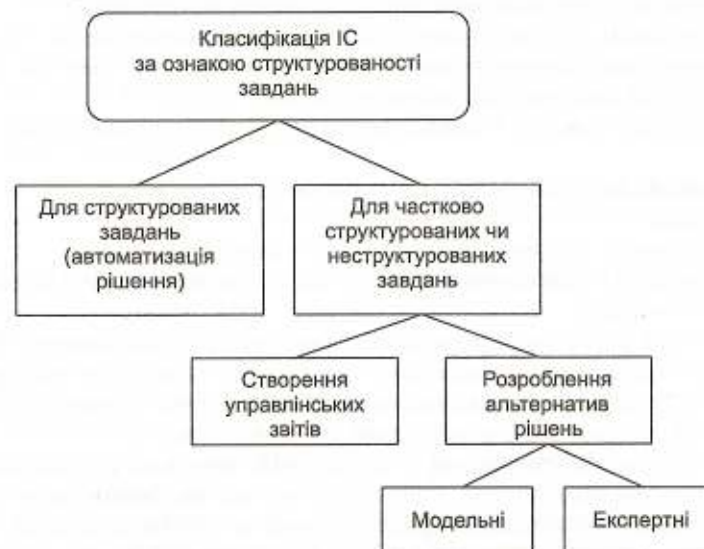 Класифікація ІС
за ознакою структурованості
завдань
Для структурованих
завдань
(автоматизація
рішення)
Для частково
структурованих чи
неструктурованих
завдань
Створення
управлінських
звітів
Розроблення
альтернатив
рішень
Модельні
Експертні